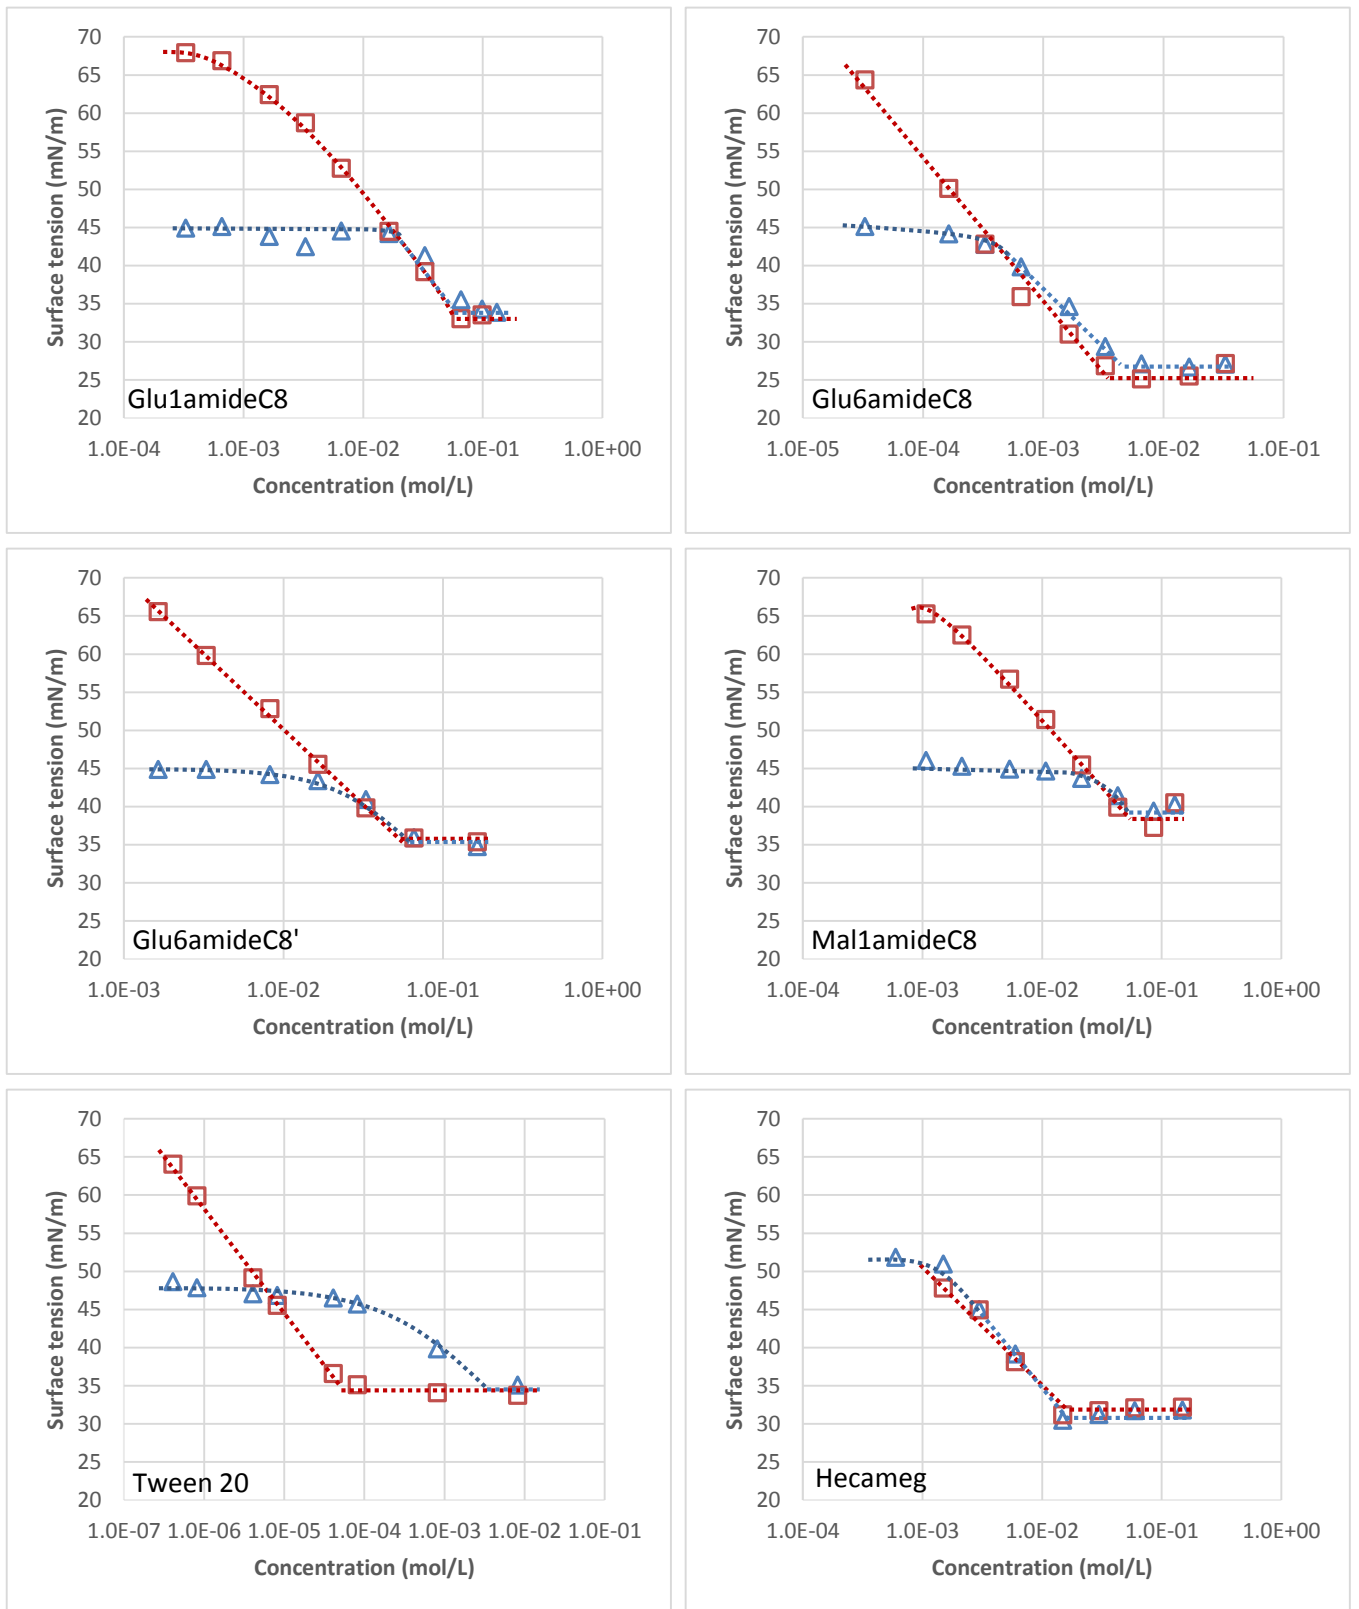 70
65
60
55
50
45
40
35
30
25
20
Surface tension (mN/m)
Glu1amideC8
1.0E-04 1.0E-03 1.0E-02 1.0E-01 1.0E+00
Concentration (mol/L)
70
65
60
55
50
45
40
35
30
25
20
Surface tension (mN/m)
Glu6amideC8
1.0E-05 1.0E-04 1.0E-03 1.0E-02 1.0E-01
Concentration (mol/L)
70
65
60
55
50
45
40
35
30
25
20
Surface tension (mN/m)
Glu6amideC8'
1.0E-03 1.0E-02 1.0E-01 1.0E+00
Concentration (mol/L)
70
65
60
55
50
45
40
35
30
25
20
Surface tension (mN/m)
Mal1amideC8
1.0E-04 1.0E-03 1.0E-02 1.0E-01 1.0E+00
Concentration (mol/L)
70
65
60
55
50
45
40
35
30
25
20
Surface tension (mN/m)
Tween 20
1.0E-07 1.0E-06 1.0E-05 1.0E-04 1.0E-03 1.0E-02 1.0E-01
Concentration (mol/L)
70
65
60
55
50
45
40
35
30
25
20
Surface tension (mN/m)
Hecameg
1.0E-04 1.0E-03 1.0E-02 1.0E-01 1.0E+00
Concentration (mol/L)